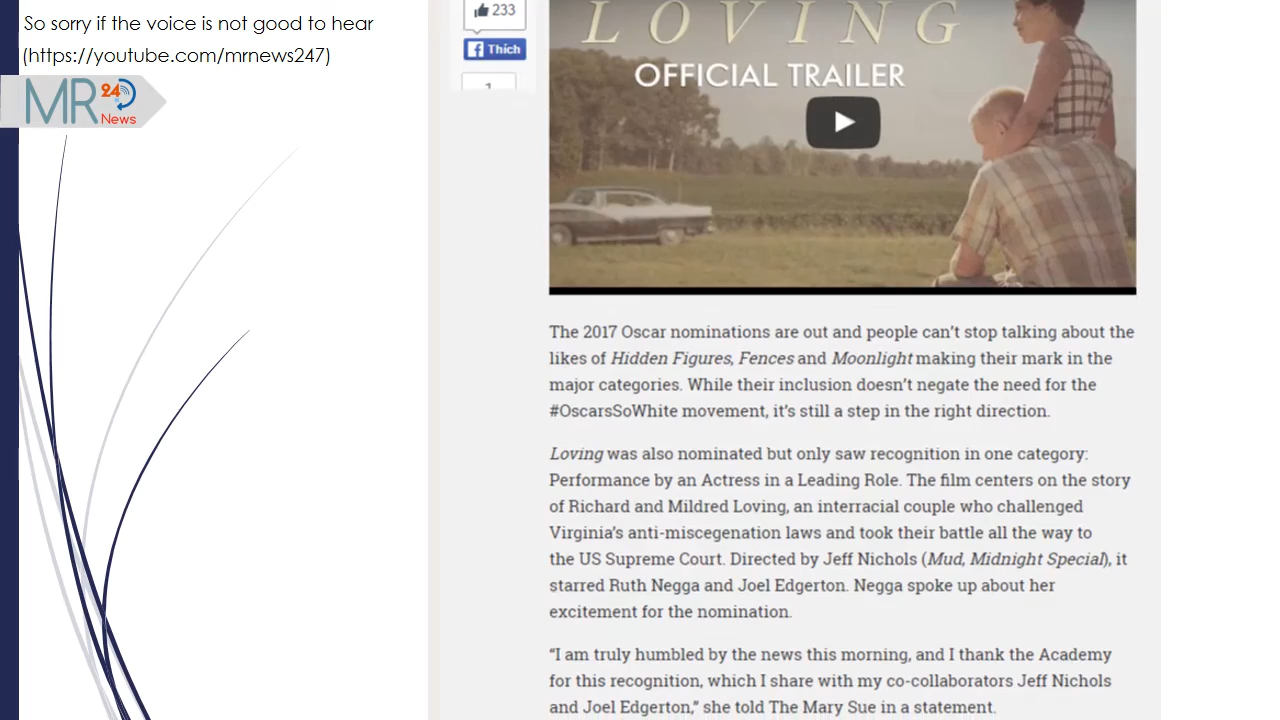 So sorry if the voice is not good to hear
(https://youtube.com/mrnews247)
MR 24
News
233
Thích
1
LOVING
OFFICIAL TRAILER
The 2017 Oscar nominations are out and people can't stop talking about the
likes of Hidden Figures, Fences and Moonlight making their mark in the
major categories. While their inclusion doesn't negate the need for the
#OscarsSoWhite movement, it's still a step in the right direction.
Loving was also nominated but only saw recognition in one category:
Performance by an Actress in a Leading Role. The film centers on the story
of Richard and Mildred Loving, an interracial couple who challenged
Virginia's anti-miscegenation laws and took their battle all the way to
the US Supreme Court. Directed by Jeff Nichols (Mud, Midnight Special), it
starred Ruth Negga and Joel Edgerton. Negga spoke up about her
excitement for the nomination.
“I am truly humbled by the news this morning, and I thank the Academy
for this recognition, which I share with my co-collaborators Jeff Nichols
and Joel Edgerton,” she told The Mary Sue in a statement.